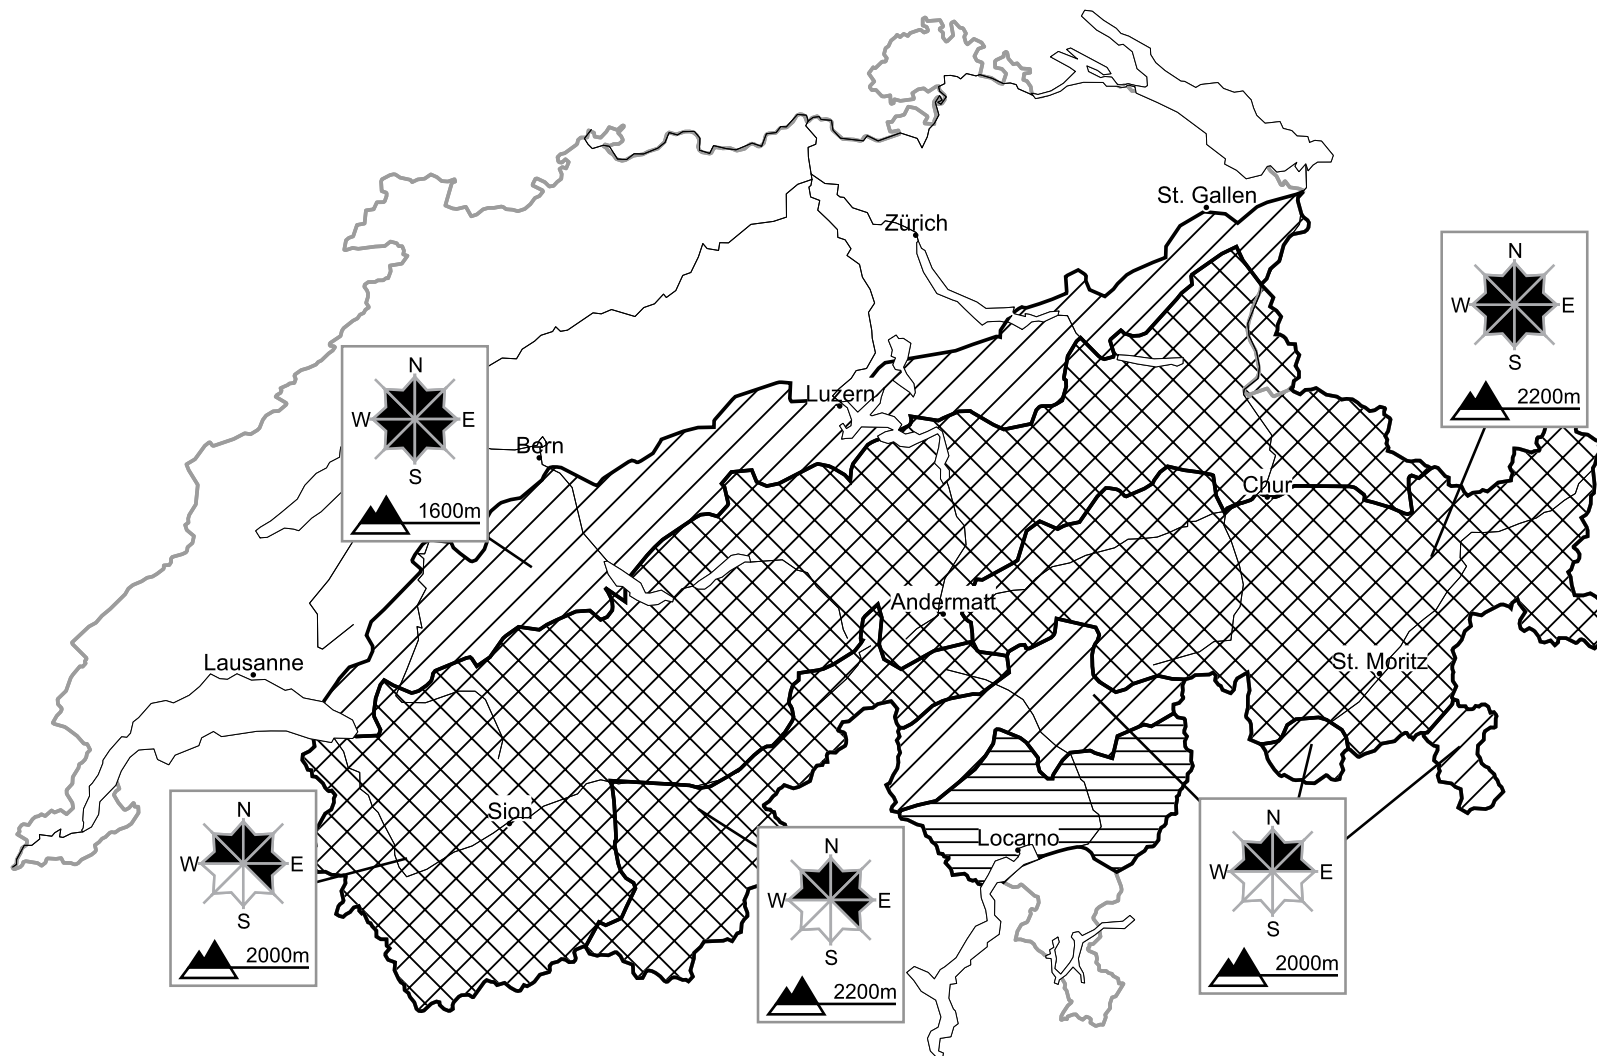 St. Gallen
Zürich
N
W E
S
2200m
N
W E
S
1600m
Luzern
Bern
Chur
Andermatt
Lausanne
St. Moritz
N
W E
S
2000m
Sion
N
W E
S
2200m
Locarno
N
W E
S
2000m